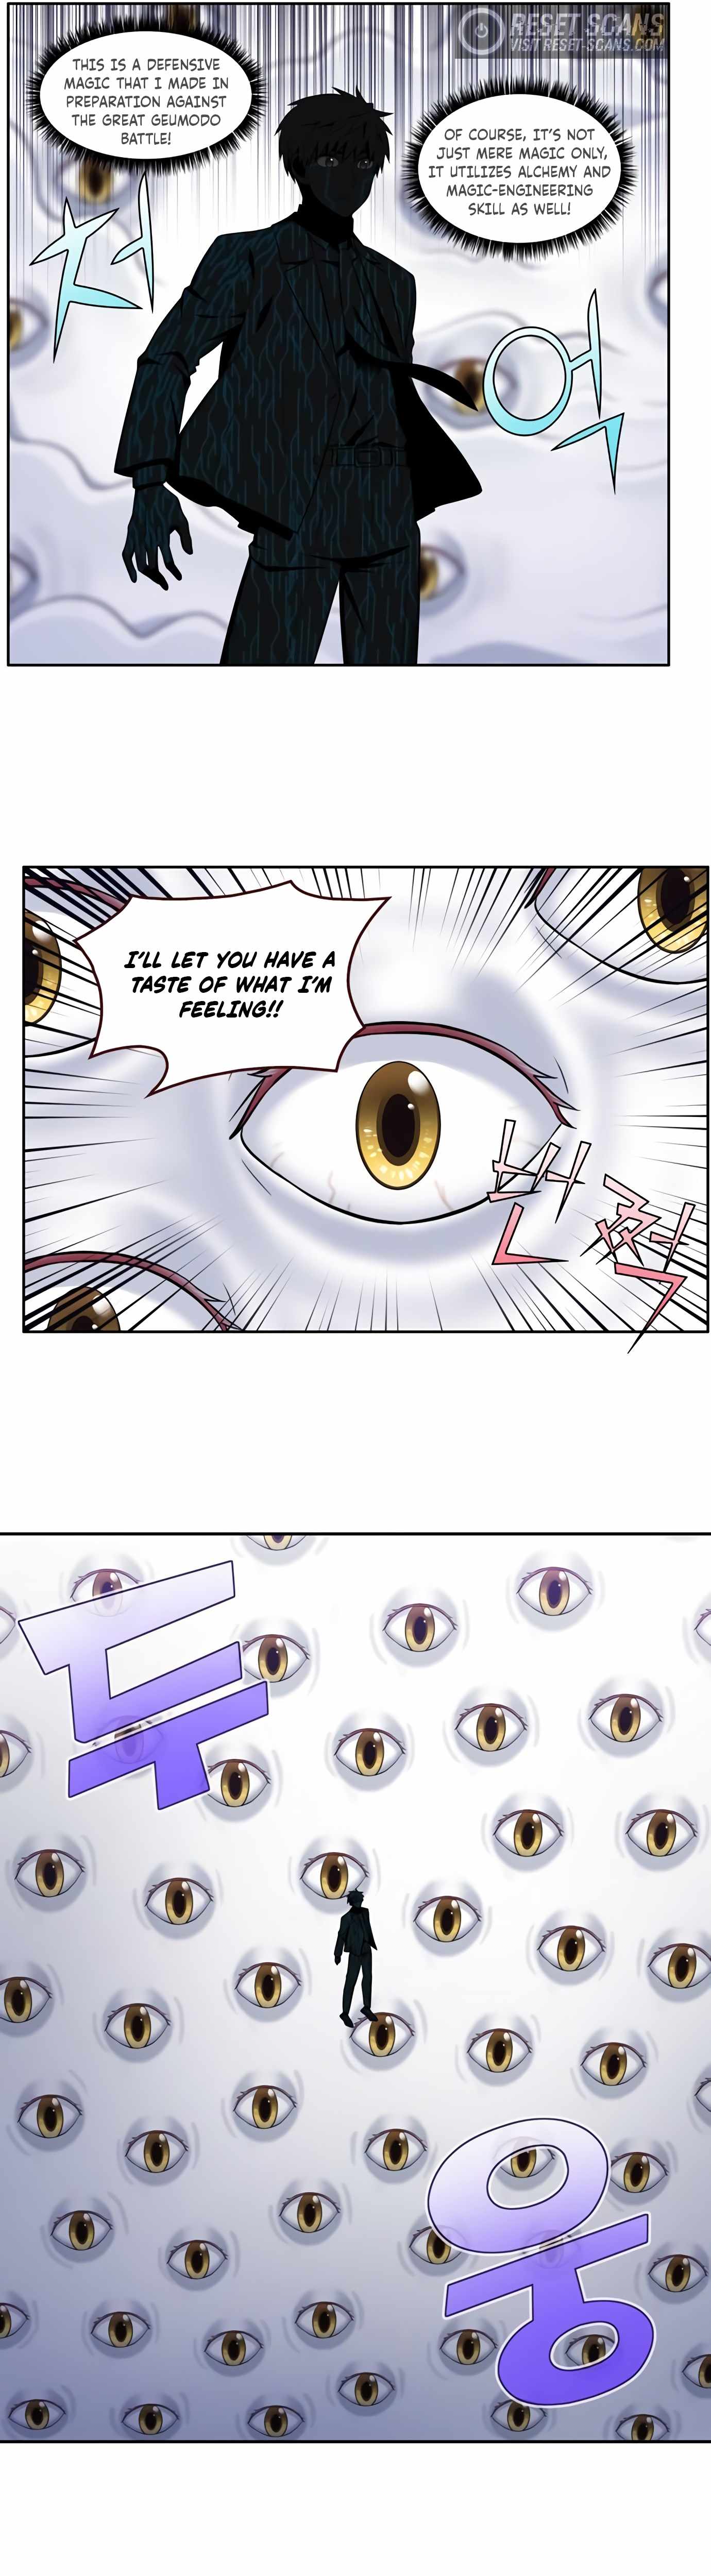 RESET SCANS
VISIT RESET-SCANS.COM
THIS IS A DEFENSIVE
MAGIC THAT I MADE IN
PREPARATION AGAINST
THE GREAT GEUMODO
BATTLE!
OF COURSE, IT'S NOT
JUST MERE MAGIC ONLY,
IT UTILIZES ALCHEMY AND
MAGIC-ENGINEERING
SKILL AS WELL!
저
억
I'LL LET YOU HAVE A
TASTE OF WHAT I'M
FEELING!!
번쩍
두
웅